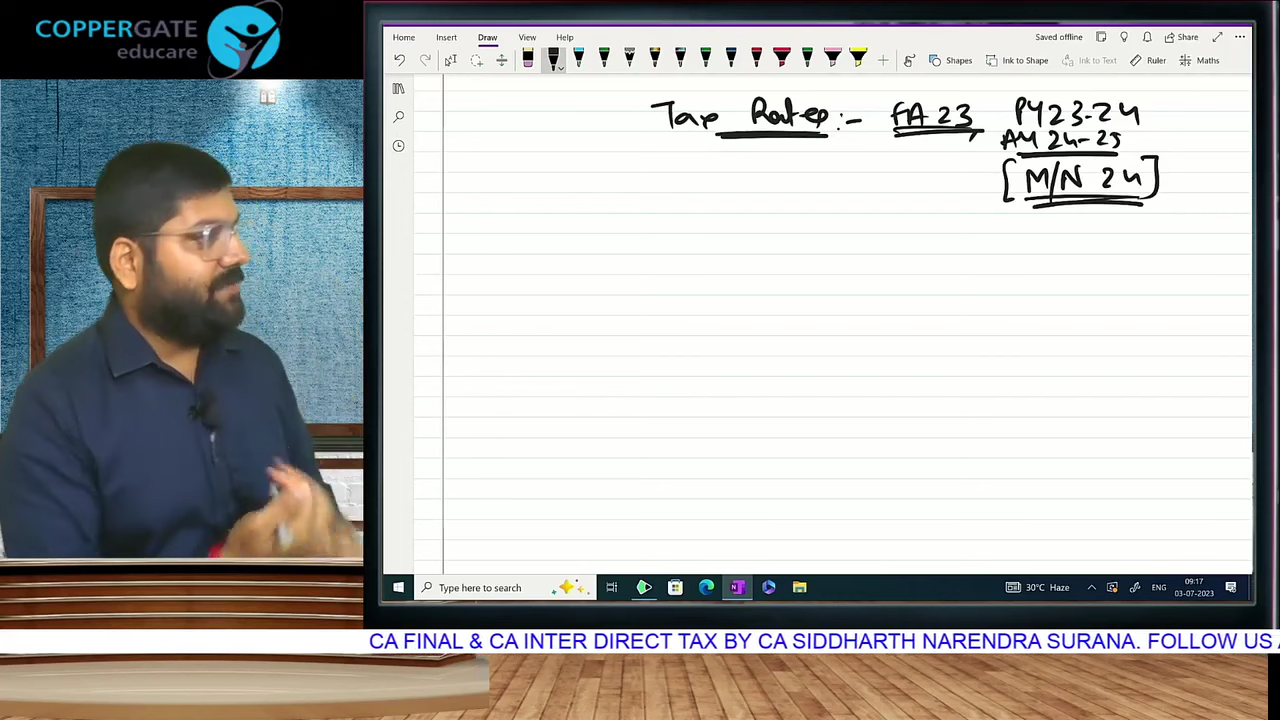 COPPERGATE
educare
Home Insert Draw View Help
Saved offline
Share
Shapes Ink to Shape Ink to Text Ruler Maths
Tax Rates :- FA 23 PY 23-24
AY 24-25
[M/N 24]
Type here to search
30°C Haze
ENG
09:17
03-07-2023
CA FINAL & CA INTER DIRECT TAX BY CA SIDDHARTH NARENDRA SURANA. FOLLOW US